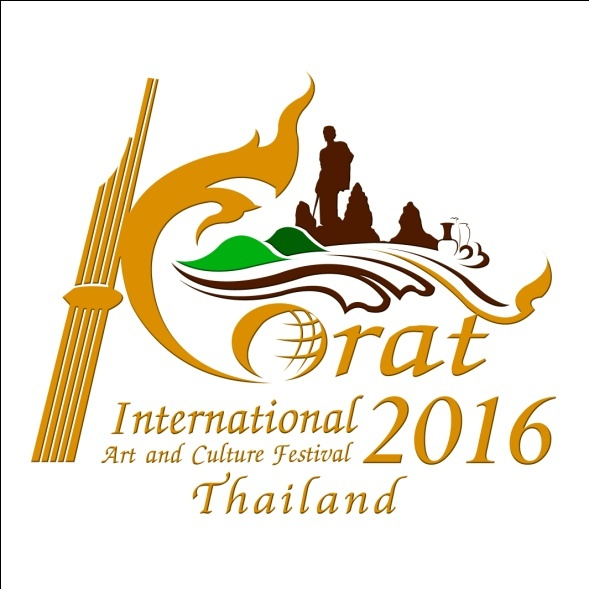 Korat
International
Art and Culture Festival
2016
Thailand